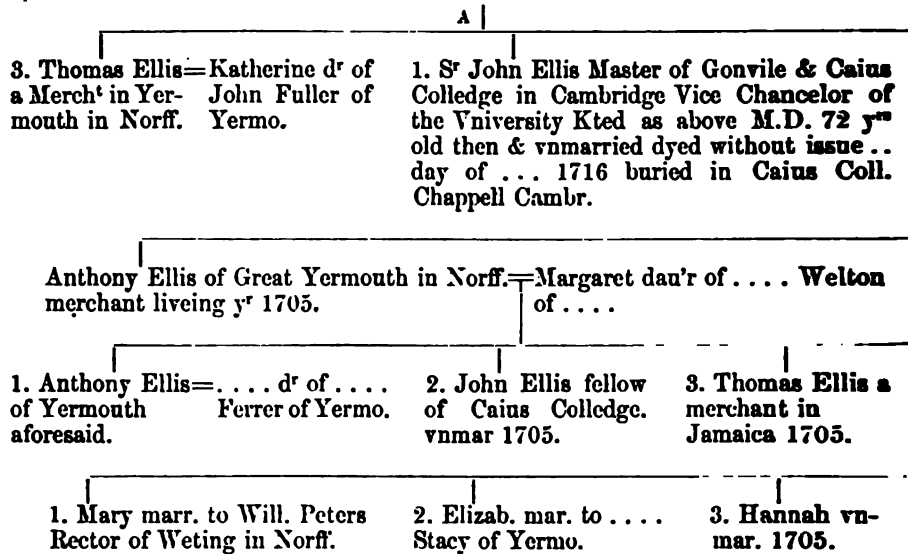 A
3. Thomas Ellis=Katherine dʳ of
a Merchᵗ in Yer- John Fuller of
mouth in Norff. Yermo.
1. Sʳ John Ellis Master of Gonvile & Caius
Colledge in Cambridge Vice Chancelor of
the Vniversity Kted as above M.D. 72 yʳˢ
old then & vnmarried dyed without issue ..
day of ... 1716 buried in Caius Coll.
Chappell Cambr.
Anthony Ellis of Great Yermouth in Norff.=Margaret dau'r of .... Welton
merchant liveing yʳ 1705. of ....
1. Anthony Ellis=.... dʳ of ....
of Yermouth Ferrer of Yermo.
aforesaid.
2. John Ellis fellow
of Caius Colledge.
vnmar 1705.
3. Thomas Ellis a
merchant in
Jamaica 1705.
1. Mary marr. to Will. Peters
Rector of Weting in Norff.
2. Elizab. mar. to ....
Stacy of Yermo.
3. Hannah vn-
mar. 1705.